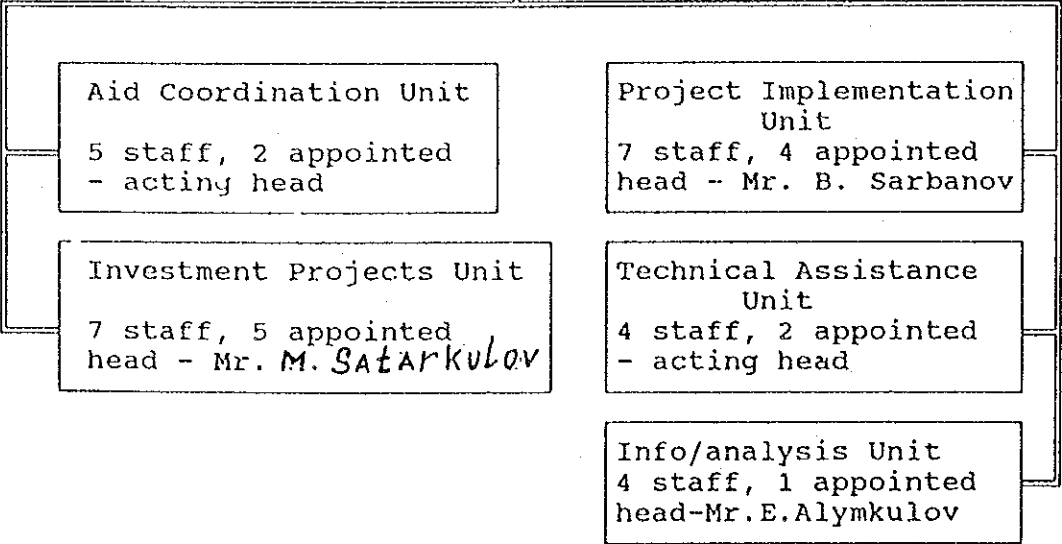 Aid Coordination Unit
5 staff, 2 appointed
- acting head
Investment Projects Unit
7 staff, 5 appointed
head - Mr. M. SAtArkulov
Project Implementation
Unit
7 staff, 4 appointed
head - Mr. B. Sarbanov
Technical Assistance
Unit
4 staff, 2 appointed
- acting head
Info/analysis Unit
4 staff, 1 appointed
head-Mr.E.Alymkulov